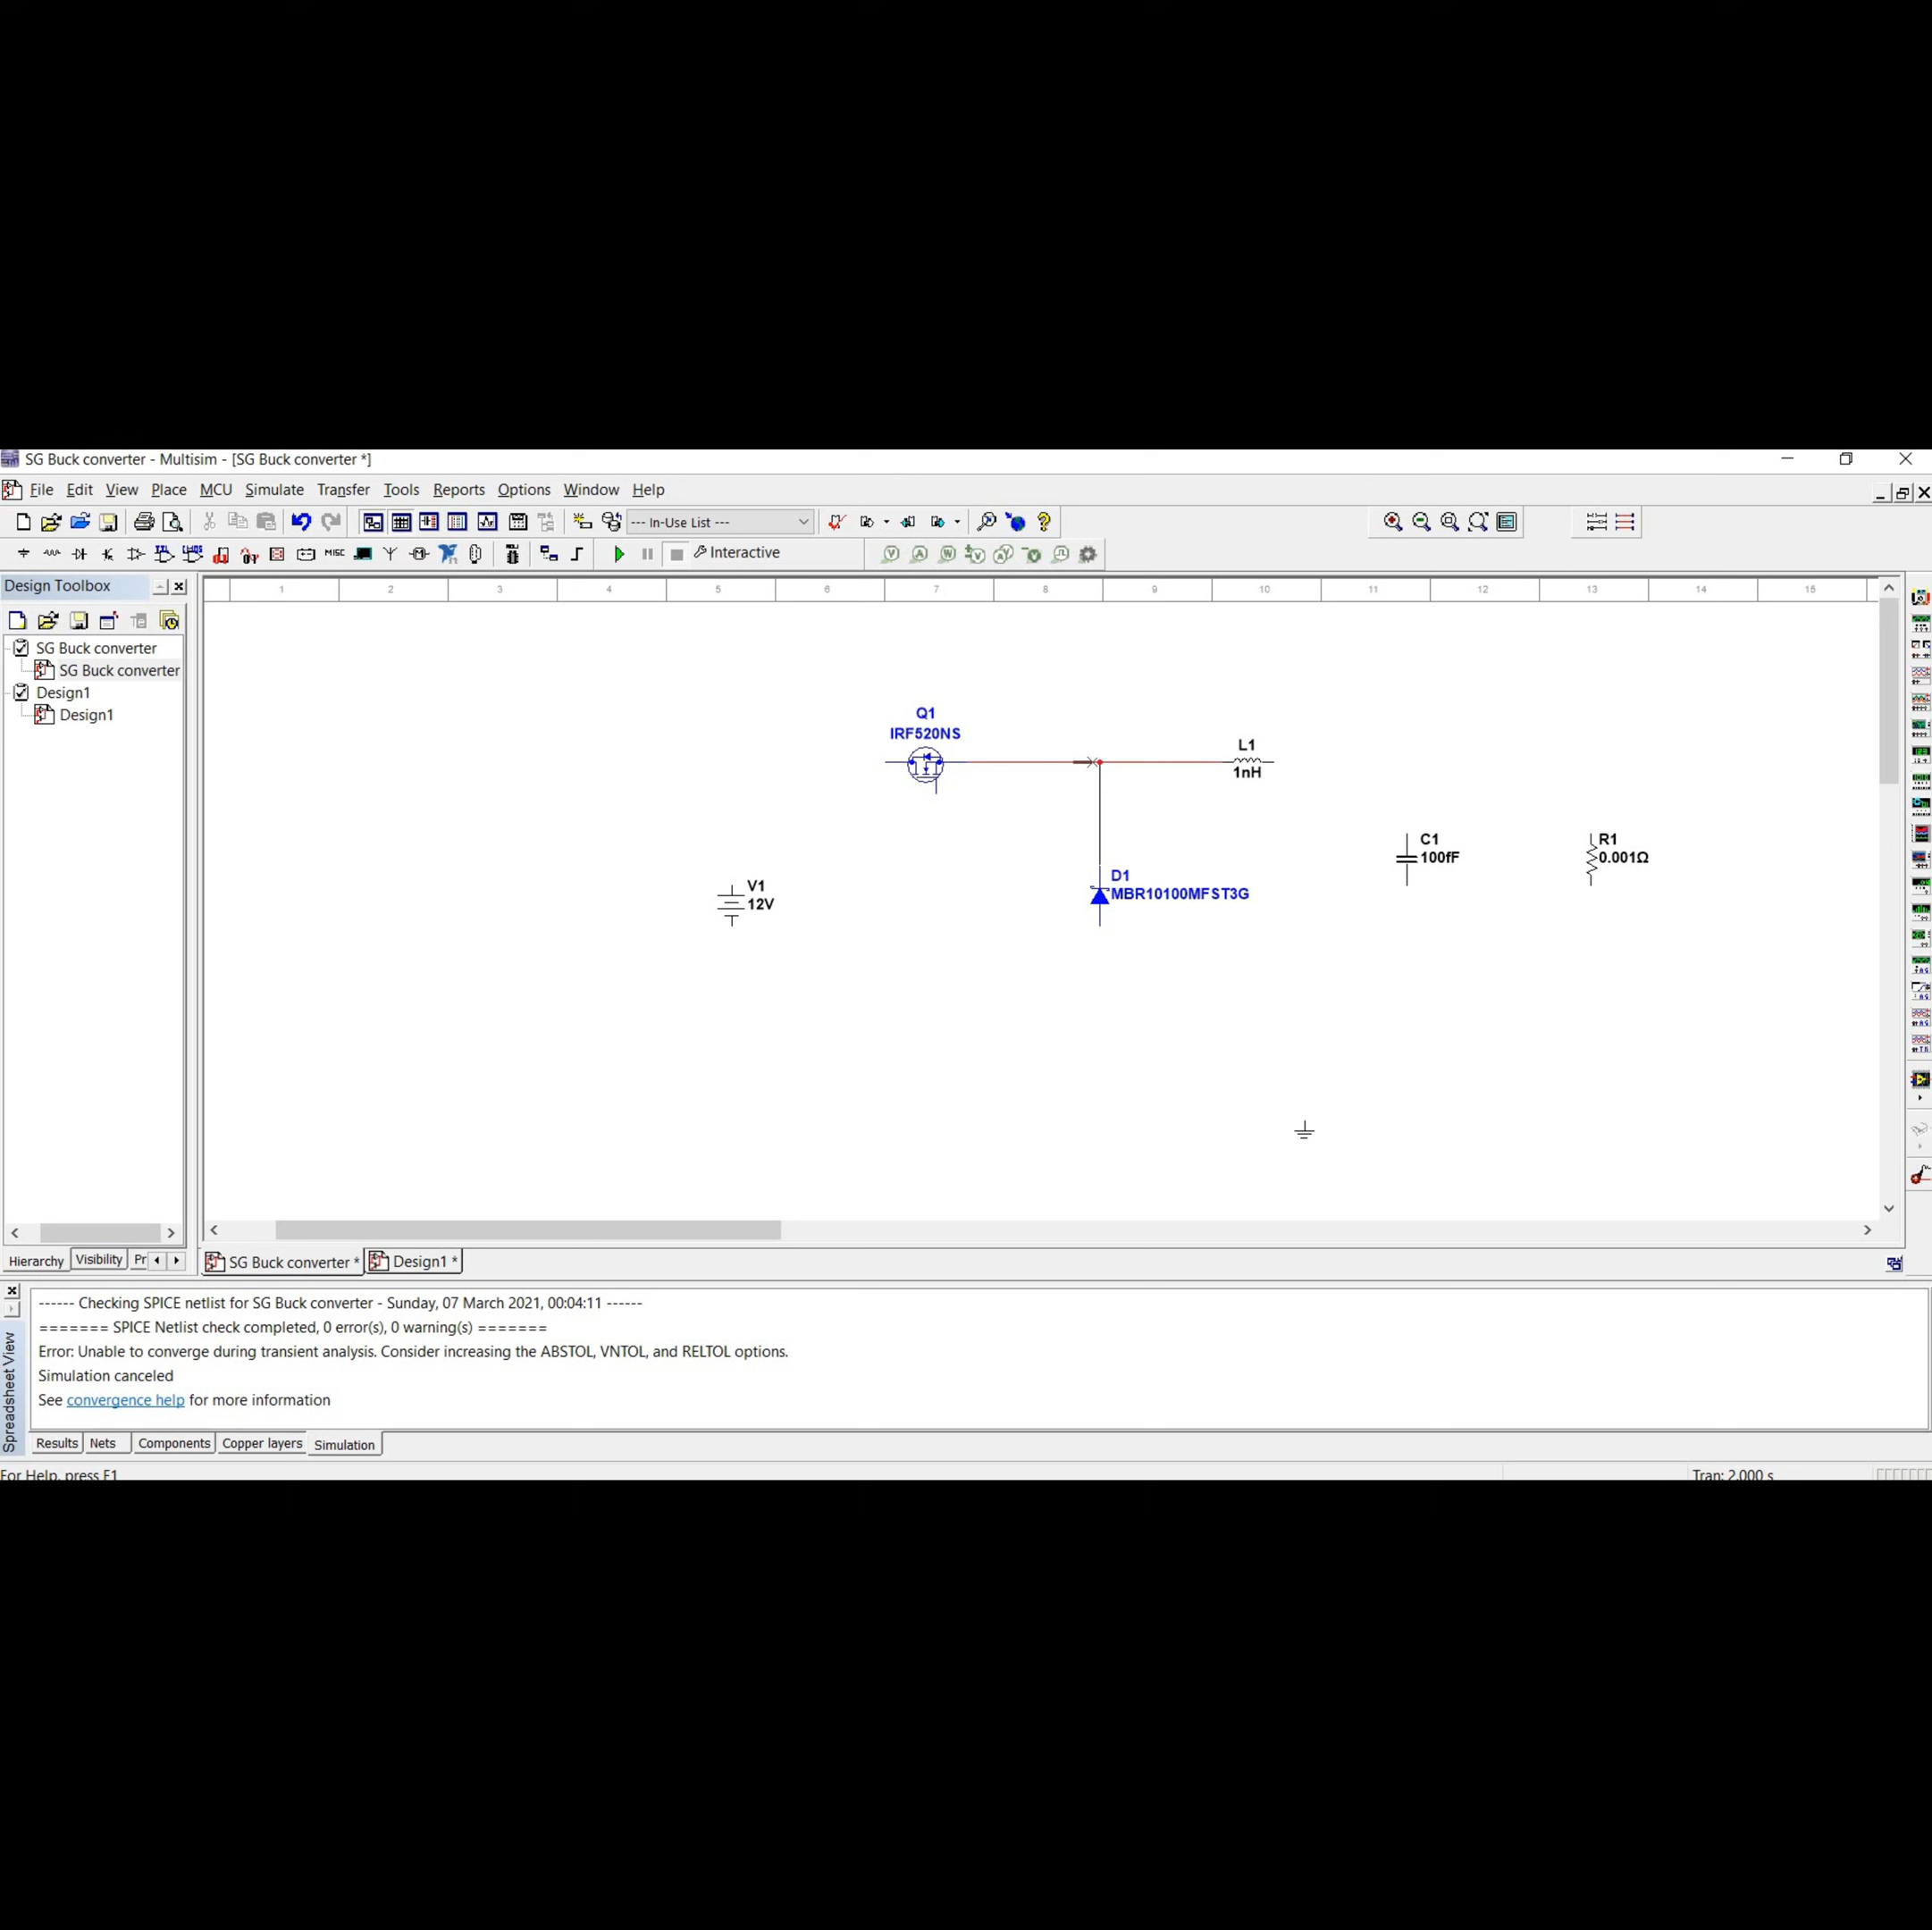 SG Buck converter - Multisim - [SG Buck converter *]
File Edit View Place MCU Simulate Transfer Tools Reports Options Window Help
--- In-Use List ---
MISC
Interactive
Design Toolbox
SG Buck converter
SG Buck converter
Design1
Design1
1 2 3 4 5 6 7 8 9 10 11 12 13 14 15
Q1
IRF520NS
L1
1nH
C1
100fF
R1
0.001Ω
D1
MBR10100MFST3G
V1
12V
Hierarchy Visibility Pr
SG Buck converter * Design1 *
Spreadsheet View
------ Checking SPICE netlist for SG Buck converter - Sunday, 07 March 2021, 00:04:11 ------
======= SPICE Netlist check completed, 0 error(s), 0 warning(s) =======
Error: Unable to converge during transient analysis. Consider increasing the ABSTOL, VNTOL, and RELTOL options.
Simulation canceled
See convergence help for more information
Results Nets Components Copper layers Simulation
For Help, press F1
Tran: 2.000 s